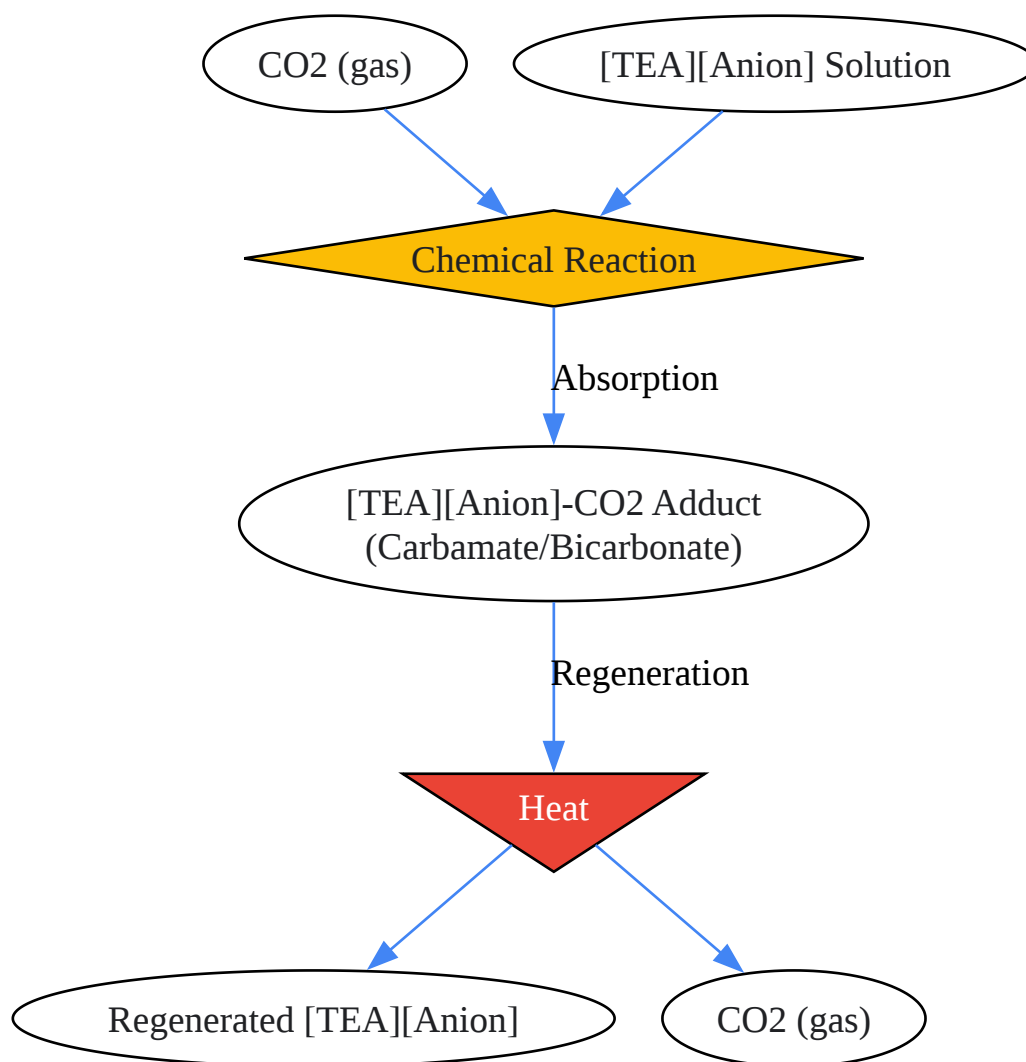 CO2 (gas)
[TEA][Anion] Solution
Chemical Reaction
Absorption
[TEA][Anion]-CO2 Adduct
(Carbamate/Bicarbonate)
Regeneration
Heat
Regenerated [TEA][Anion]
CO2 (gas)